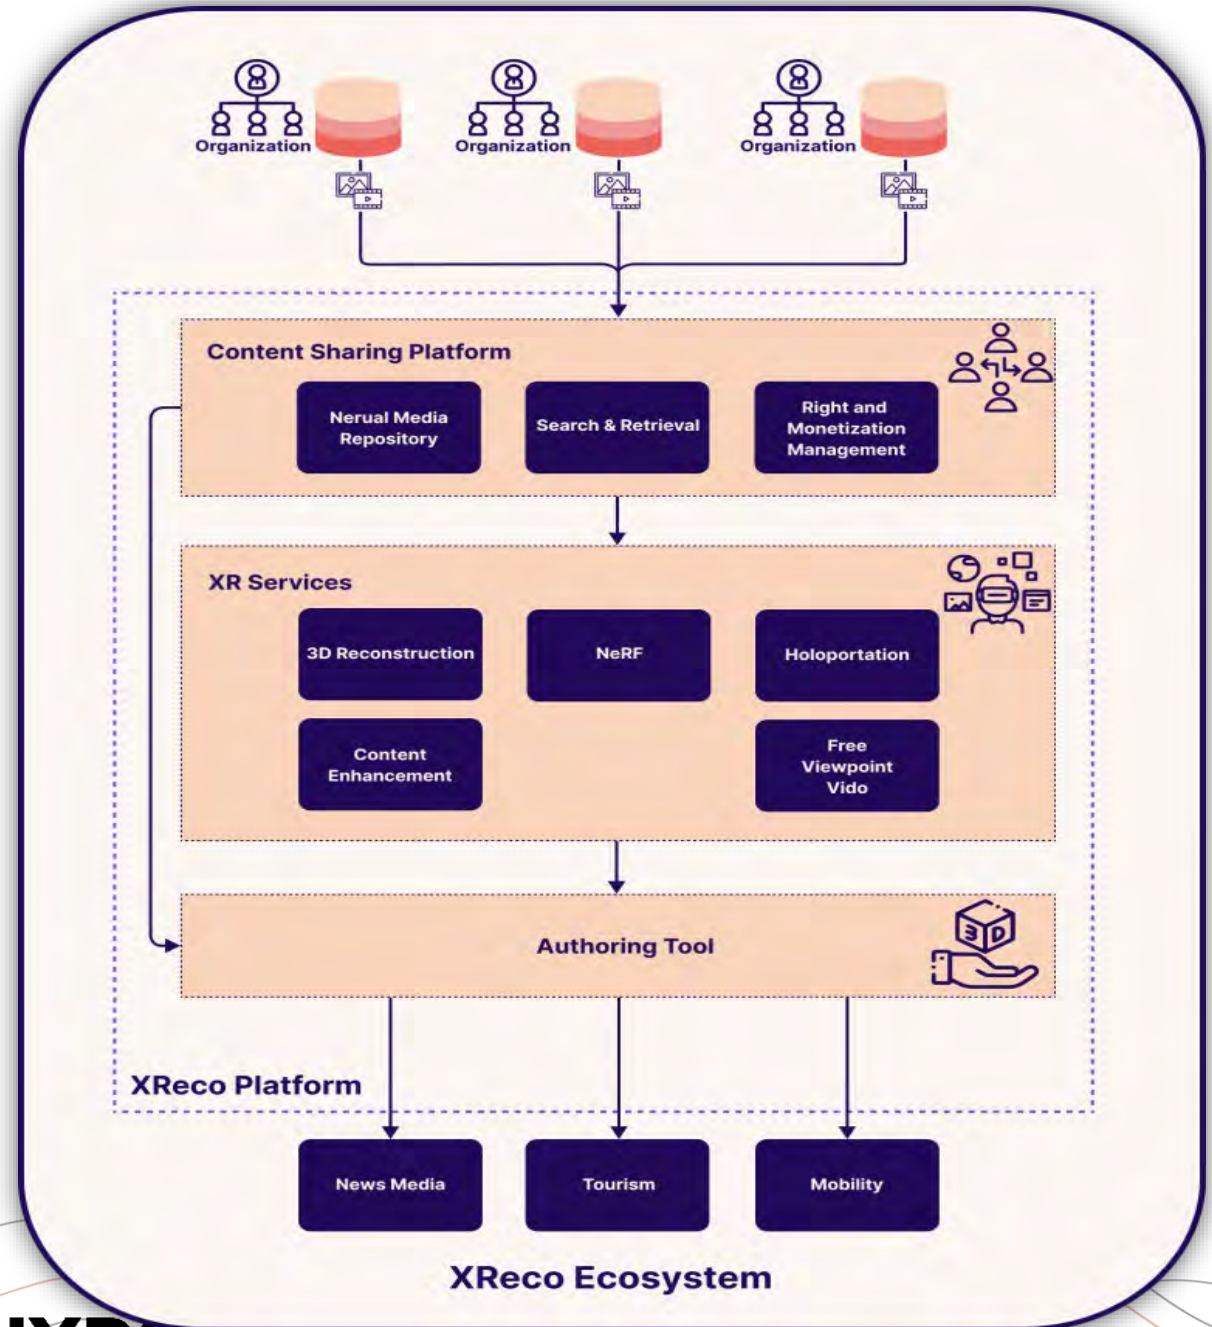 Organization
Organization
Organization
Content Sharing Platform
Nerual Media
Repository
Search & Retrieval
Right and
Monetization
Management
XR Services
3D Reconstruction
NeRF
Holoportation
Content
Enhancement
Free
Viewpoint
Vido
Authoring Tool
3D
XReco Platform
News Media
Tourism
Mobility
XReco Ecosystem